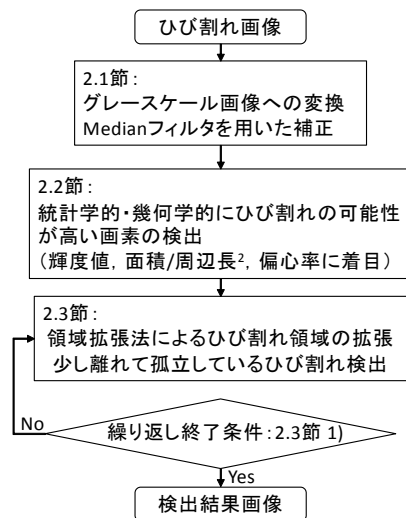 ひび割れ画像
2.1節：
グレースケール画像への変換
Medianフィルタを用いた補正
2.2節：
統計学的・幾何学的にひび割れの可能性
が高い画素の検出
（輝度値，面積/周辺長²，偏心率に着目）
2.3節：
領域拡張法によるひび割れ領域の拡張
少し離れて孤立しているひび割れ検出
No
繰り返し終了条件：2.3節 1)
Yes
検出結果画像